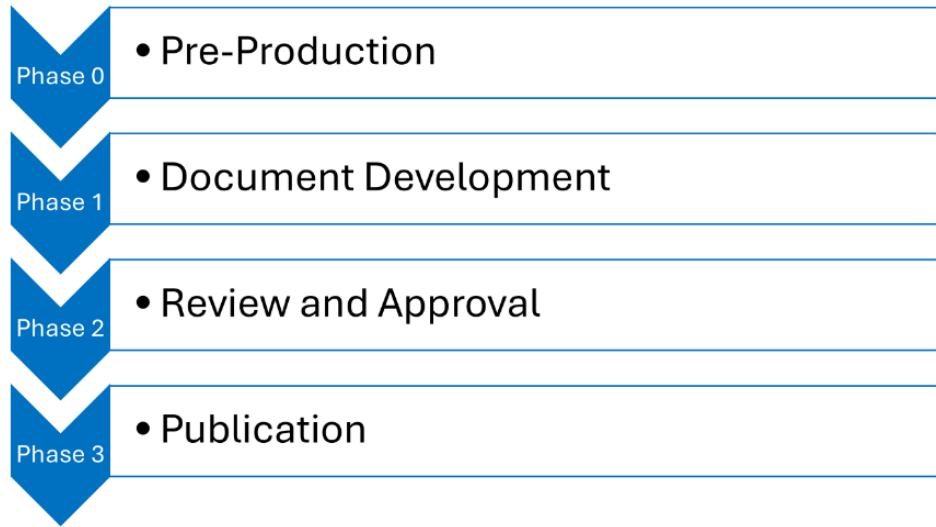 Phase 0
• Pre-Production
Phase 1
• Document Development
Phase 2
• Review and Approval
Phase 3
• Publication